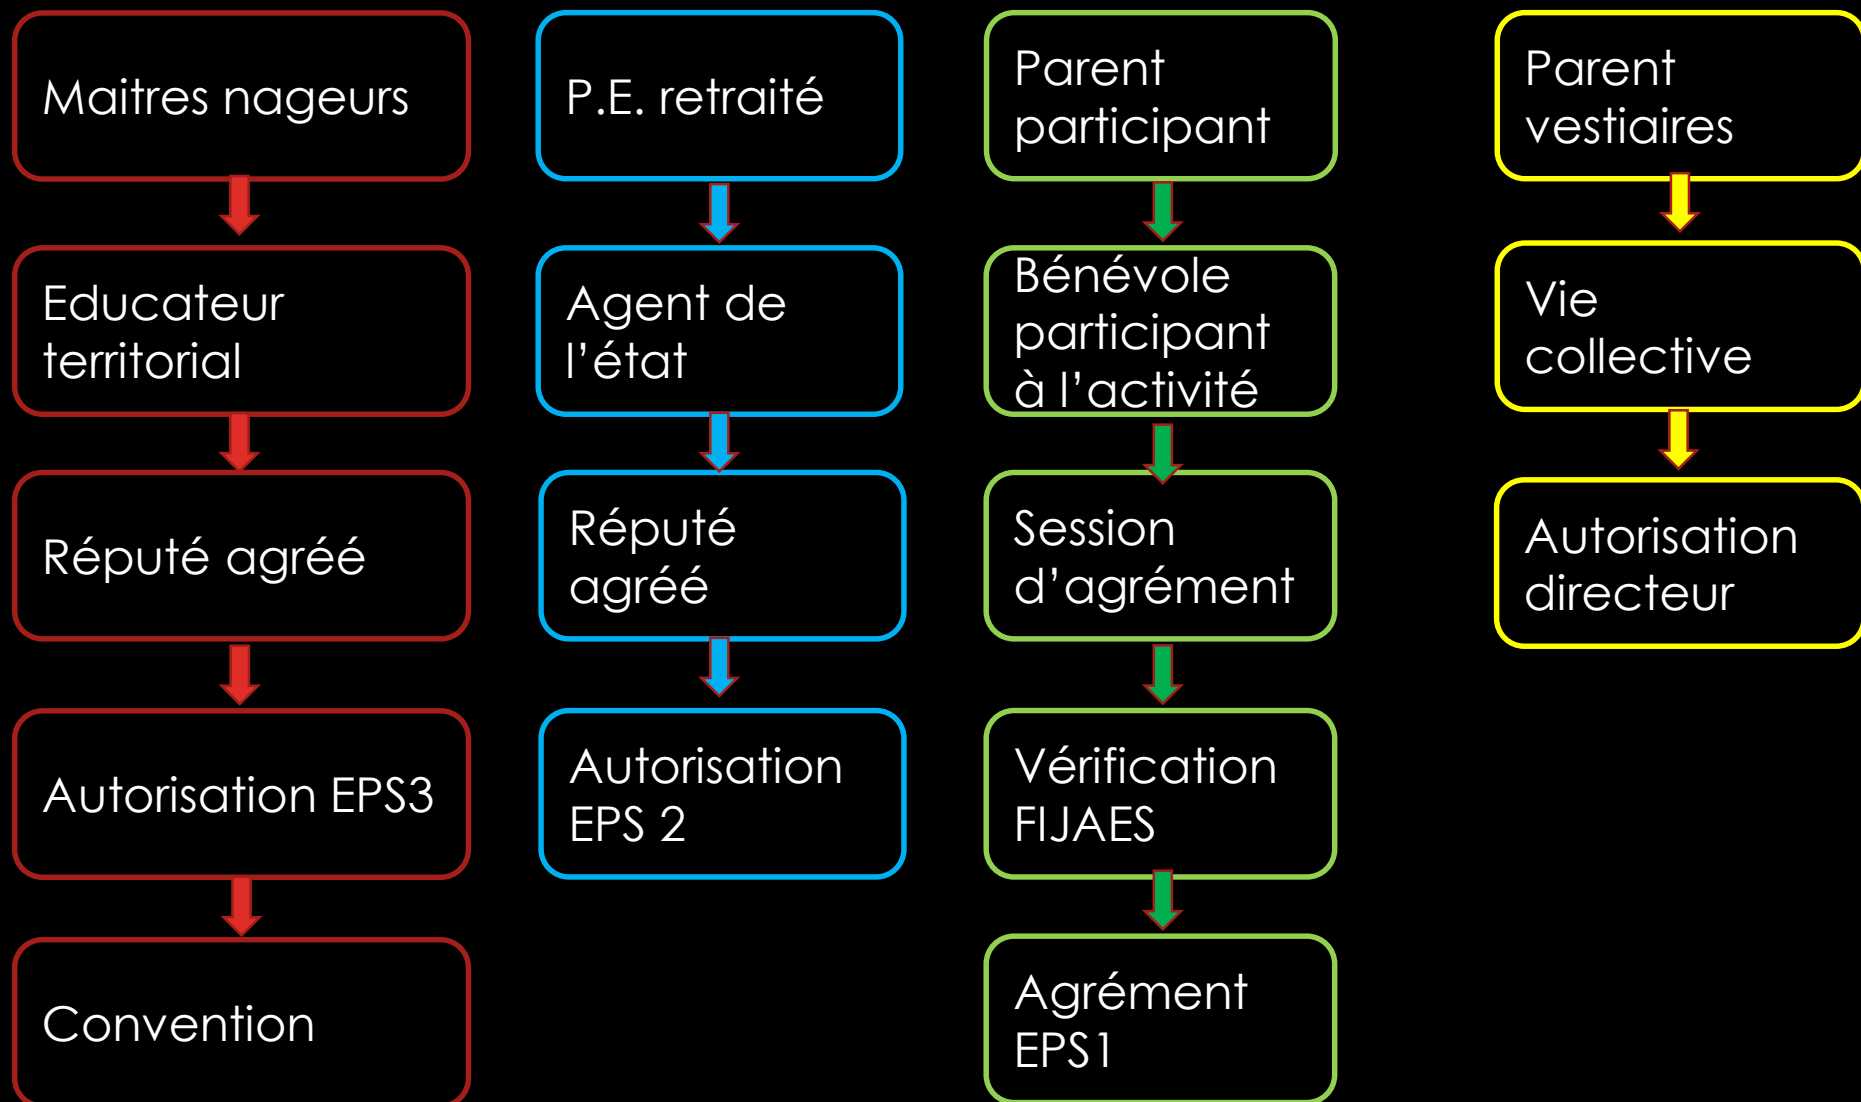 Maitres nageurs
Educateur
territorial
Réputé agréé
Autorisation EPS3
Convention
P.E. retraité
Agent de
l’état
Réputé
agréé
Autorisation
EPS 2
Parent
participant
Bénévole
participant
à l’activité
Session
d’agrément
Vérification
FIJAES
Agrément
EPS1
Parent
vestiaires
Vie
collective
Autorisation
directeur